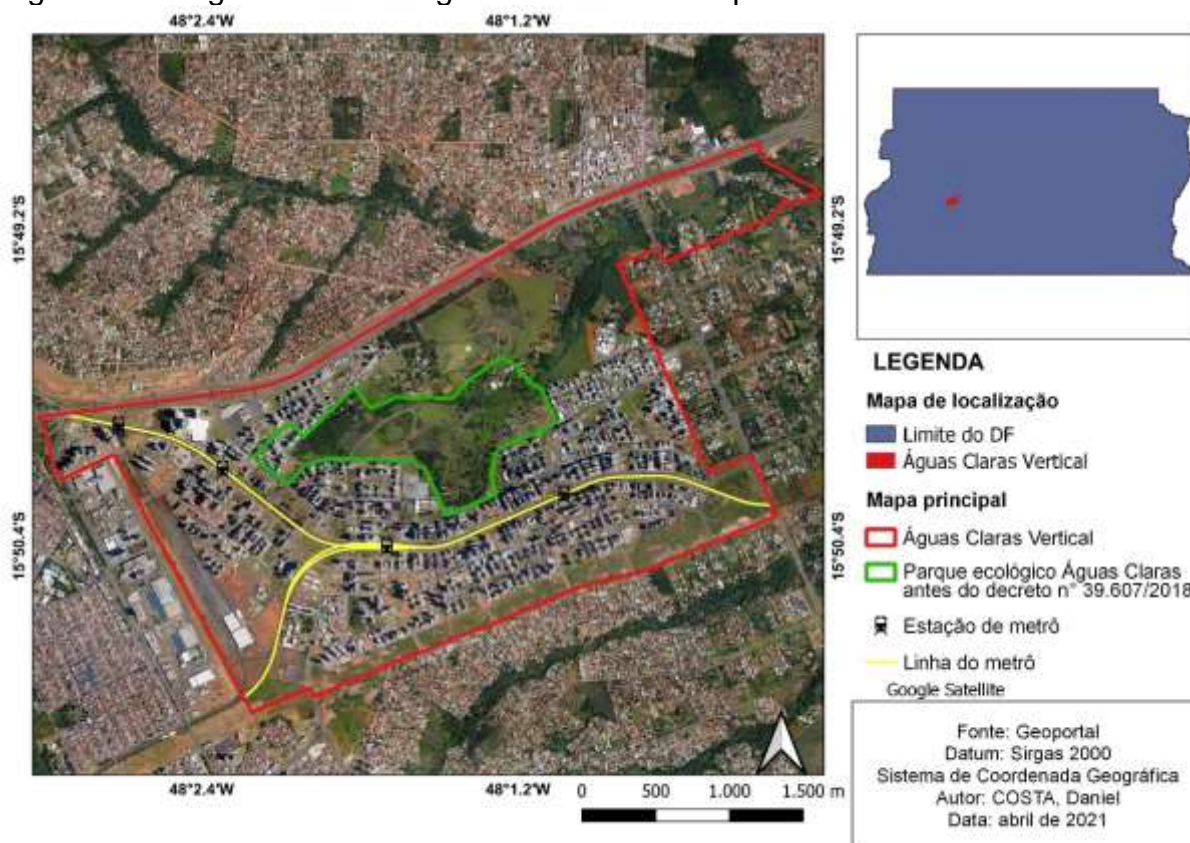 48°2.4'W 48°1.2'W
15°49.2'S 15°49.2'S
15°50.4'S 15°50.4'S
48°2.4'W 48°1.2'W
0 500 1.000 1.500 m
LEGENDA
Mapa de localização
Limite do DF
Águas Claras Vertical
Mapa principal
Águas Claras Vertical
Parque ecológico Águas Claras
antes do decreto n° 39.607/2018
Estação de metrô
Linha do metrô
Google Satellite
Fonte: Geoportal
Datum: Sirgas 2000
Sistema de Coordenada Geográfica
Autor: COSTA, Daniel
Data: abril de 2021